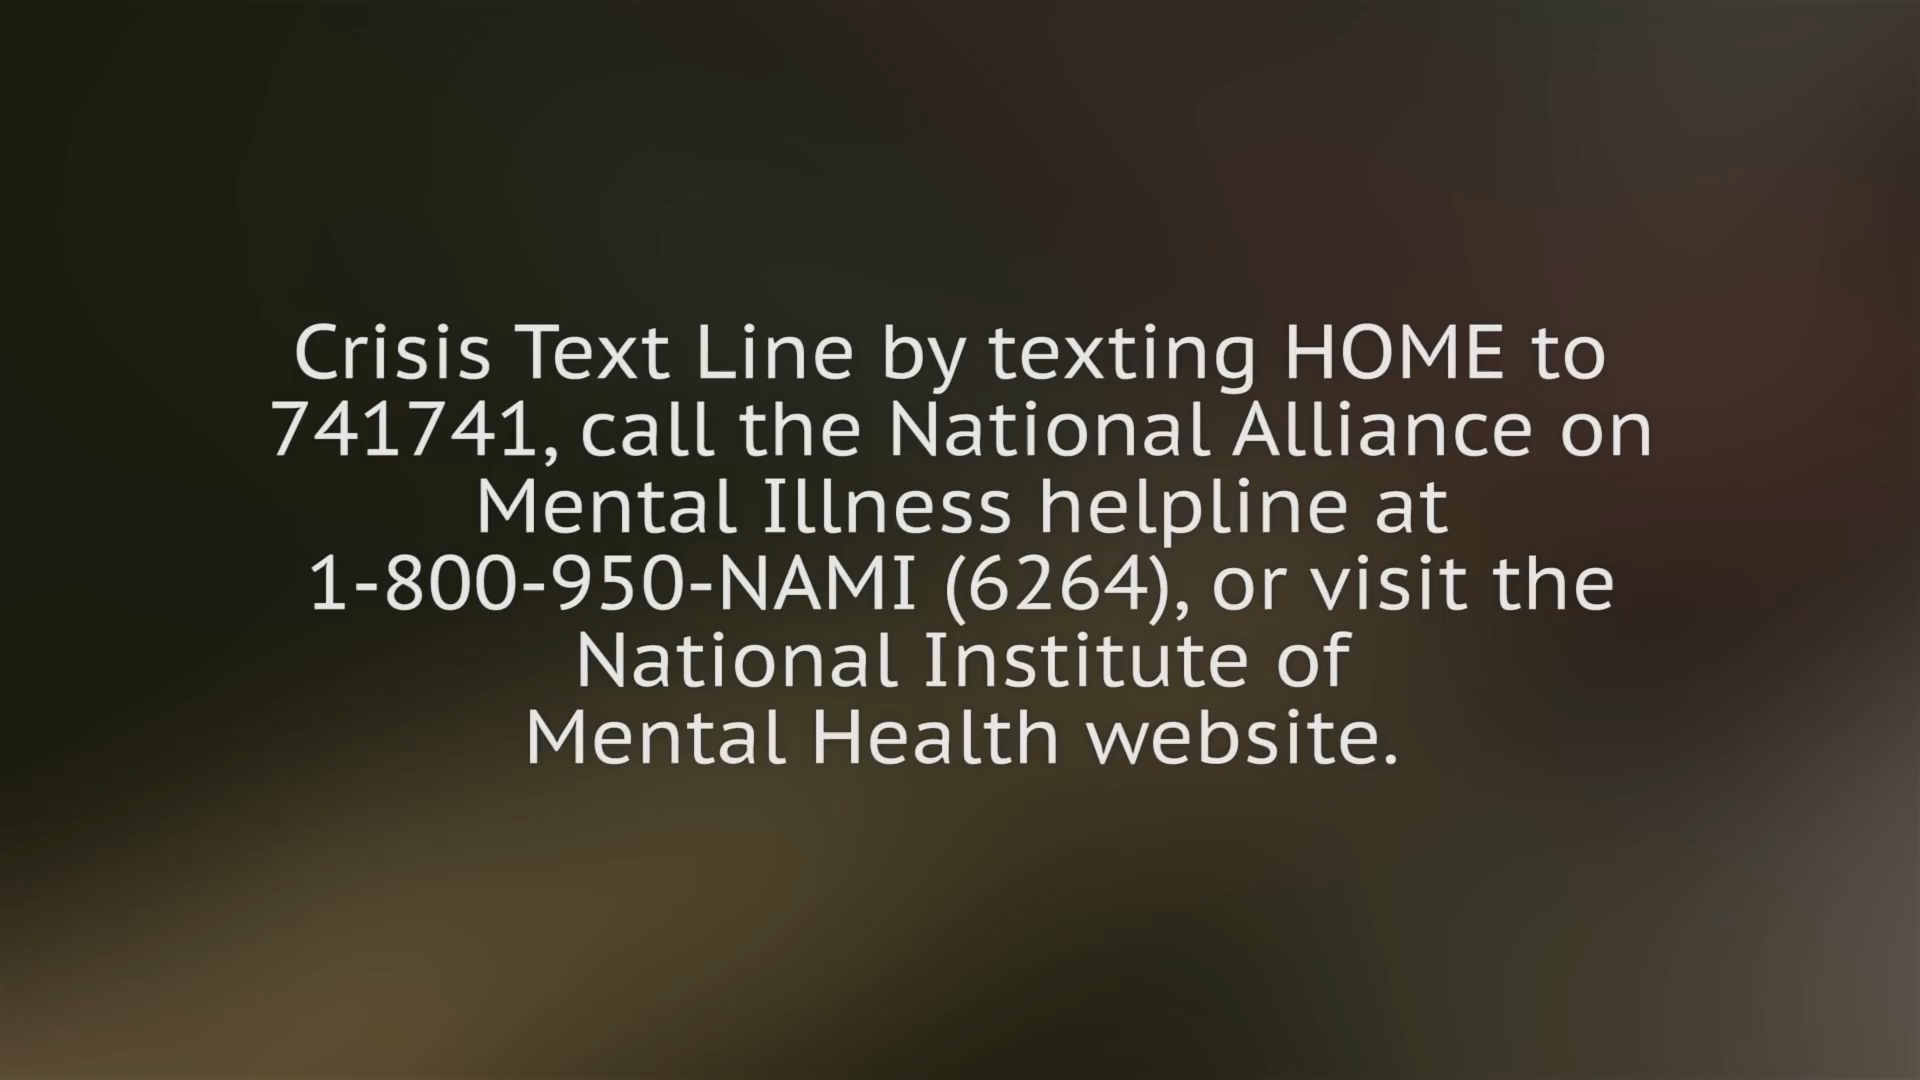 Crisis Text Line by texting HOME to
741741, call the National Alliance on
Mental Illness helpline at
1-800-950-NAMI (6264), or visit the
National Institute of
Mental Health website.